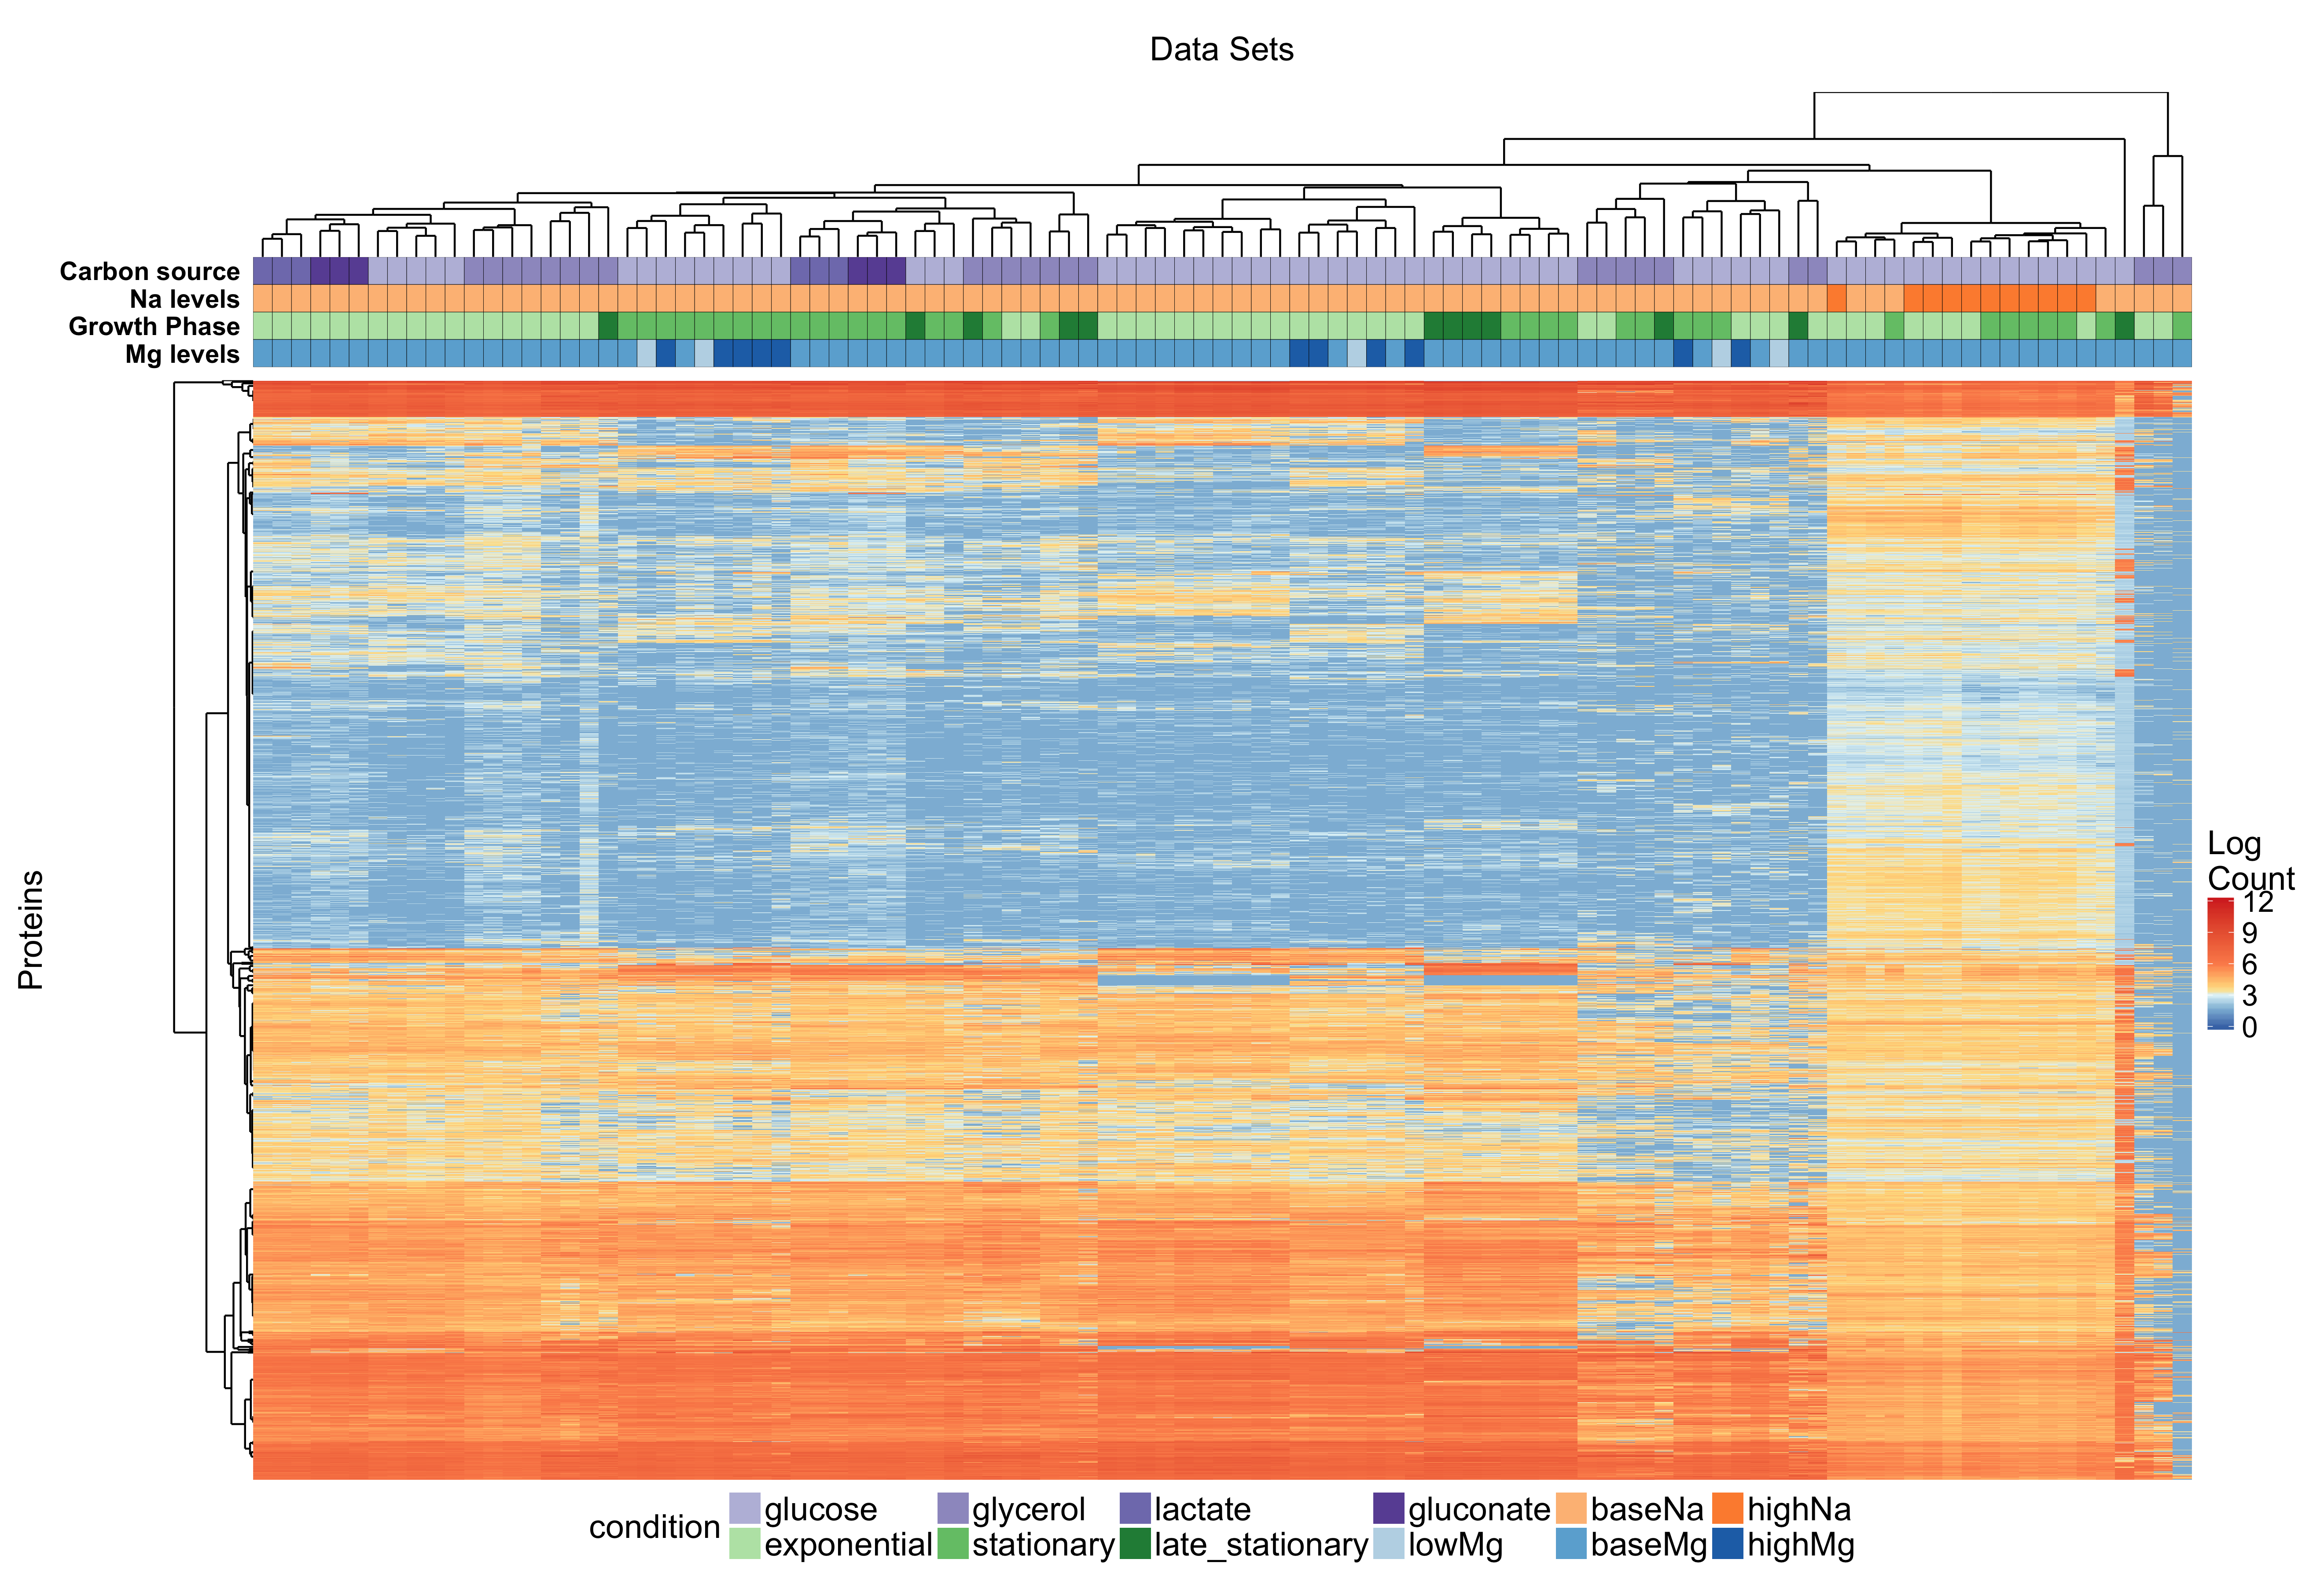 Data Sets
Carbon source
Na levels
Growth Phase
Mg levels
Proteins
Log
Count
12
9
6
3
0
condition
glucose glycerol lactate gluconate baseNa highNa
exponential stationary late_stationary lowMg baseMg highMg